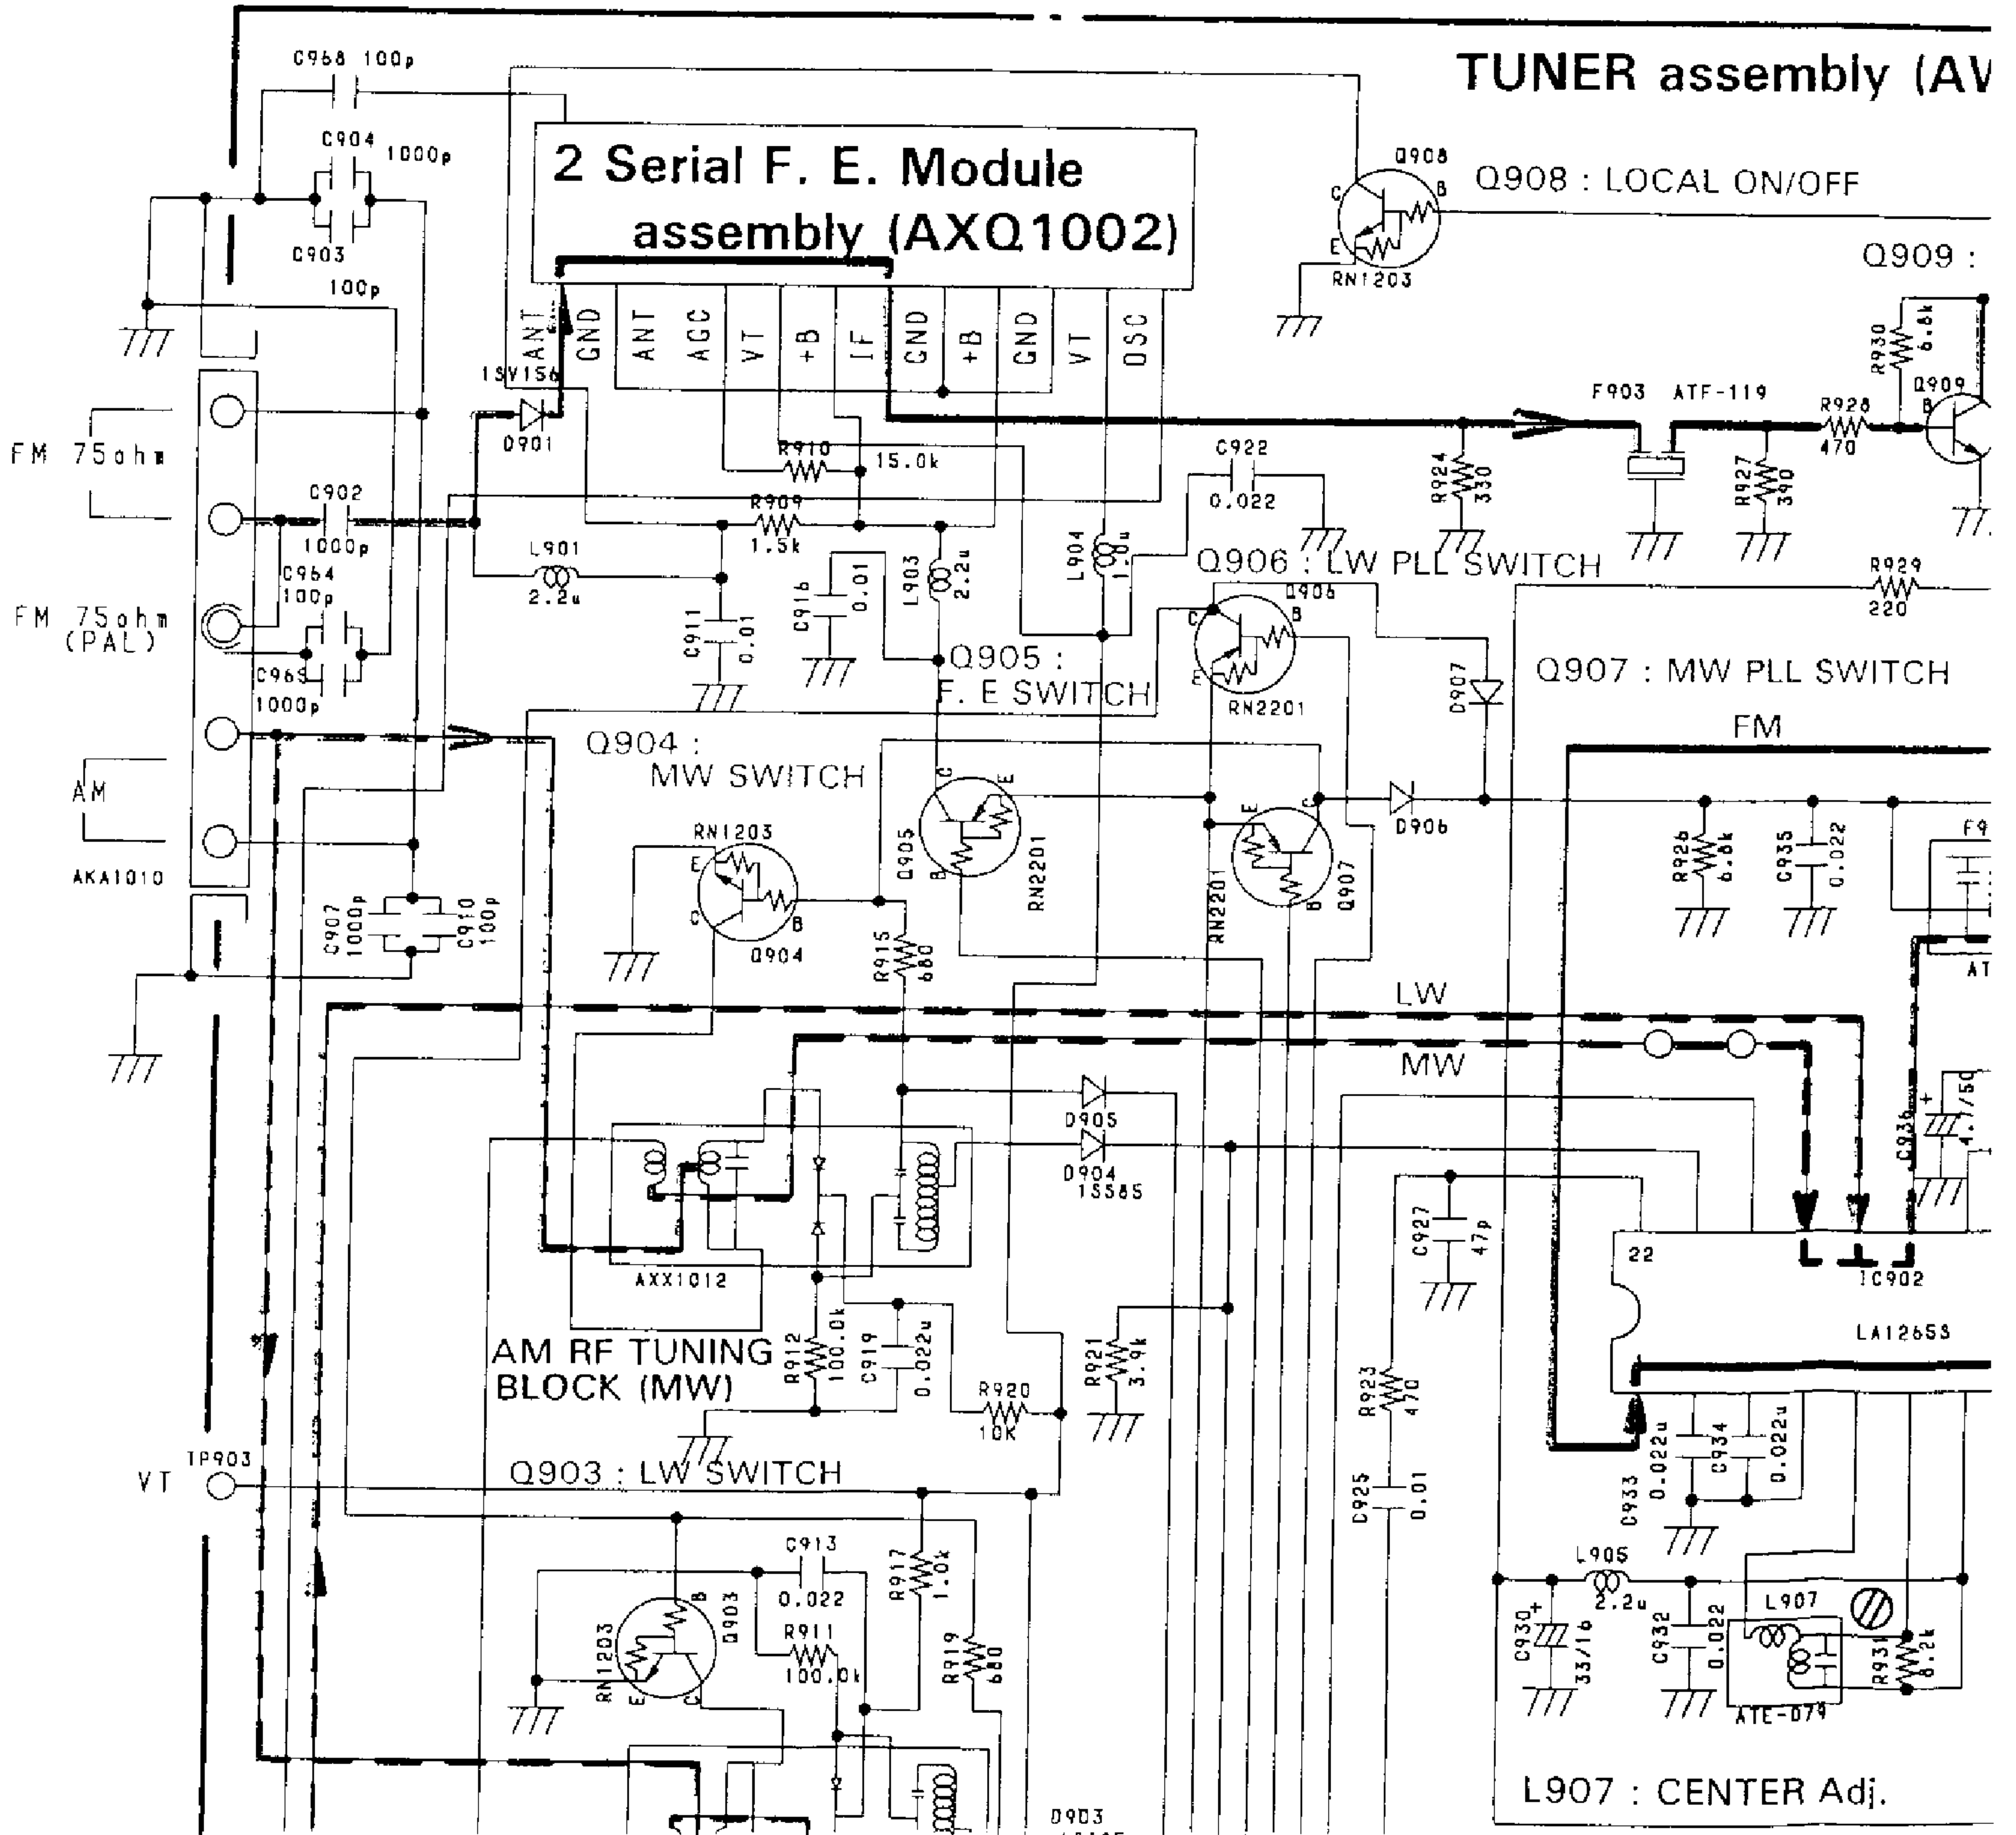 TUNER assembly (AV
C968 100p
C904 1000p
C903
100p
2 Serial F. E. Module
assembly (AXQ1002)
ANT
GND
ANT
AGC
VT
+B
IF
GND
+B
GND
VT
OSC
Q908
C
B
E
RN1203
Q908 : LOCAL ON/OFF
Q909 :
R930
6.8k
Q909
B
1SV156
D901
F903 ATF-119
R928
470
R924
330
R927
390
R910
15.0k
C922
0.022
R909
1.5k
FM 75ohm
C902
1000p
L901
2.2u
C964
100p
FM 75ohm
(PAL)
C965
1000p
C911
0.01
C916
0.01
L903
2.2u
L904
1.0u
Q906 : LW PLL SWITCH
Q906
C
B
E
RN2201
R929
220
D907
Q905 :
F. E SWITCH
Q907 : MW PLL SWITCH
FM
Q904 :
MW SWITCH
AM
AKA1010
RN1203
E
C
B
Q904
Q905
C
E
B
RN2201
E
C
B
RN2201
Q907
D906
R926
6.8k
C935
0.022
F9
AT
C907
1000p
C910
100p
R915
680
LW
MW
D905
D904
1SS85
C936
4.7/50
+
AXX1012
C927
47p
22
IC902
LA1265S
AM RF TUNING
BLOCK (MW)
R912
100.0k
C919
0.022u
R920
10K
R921
3.9k
R923
470
C925
0.01
C933
0.022u
C934
0.022u
TP903
VT
Q903 : LW SWITCH
C913
0.022
R911
100.0k
R917
1.0k
R919
680
RN1203
Q903
B
E
C
L905
2.2u
C930
+
33/16
C932
0.022
L907
R931
8.2k
ATE-079
L907 : CENTER Adj.
D903